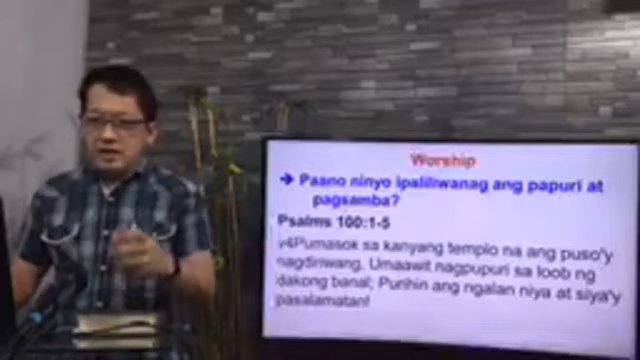 Worship
➔ Paano ninyo ipaliliwanag ang papuri at
pagsamba?
Psalms 100:1-5
v4Pumasok sa kanyang templo na ang puso'y
nagdiriwang, Umaawit nagpupuri sa loob ng
dakong banal; Purihin ang ngalan niya at siya'y
pasalamatan!